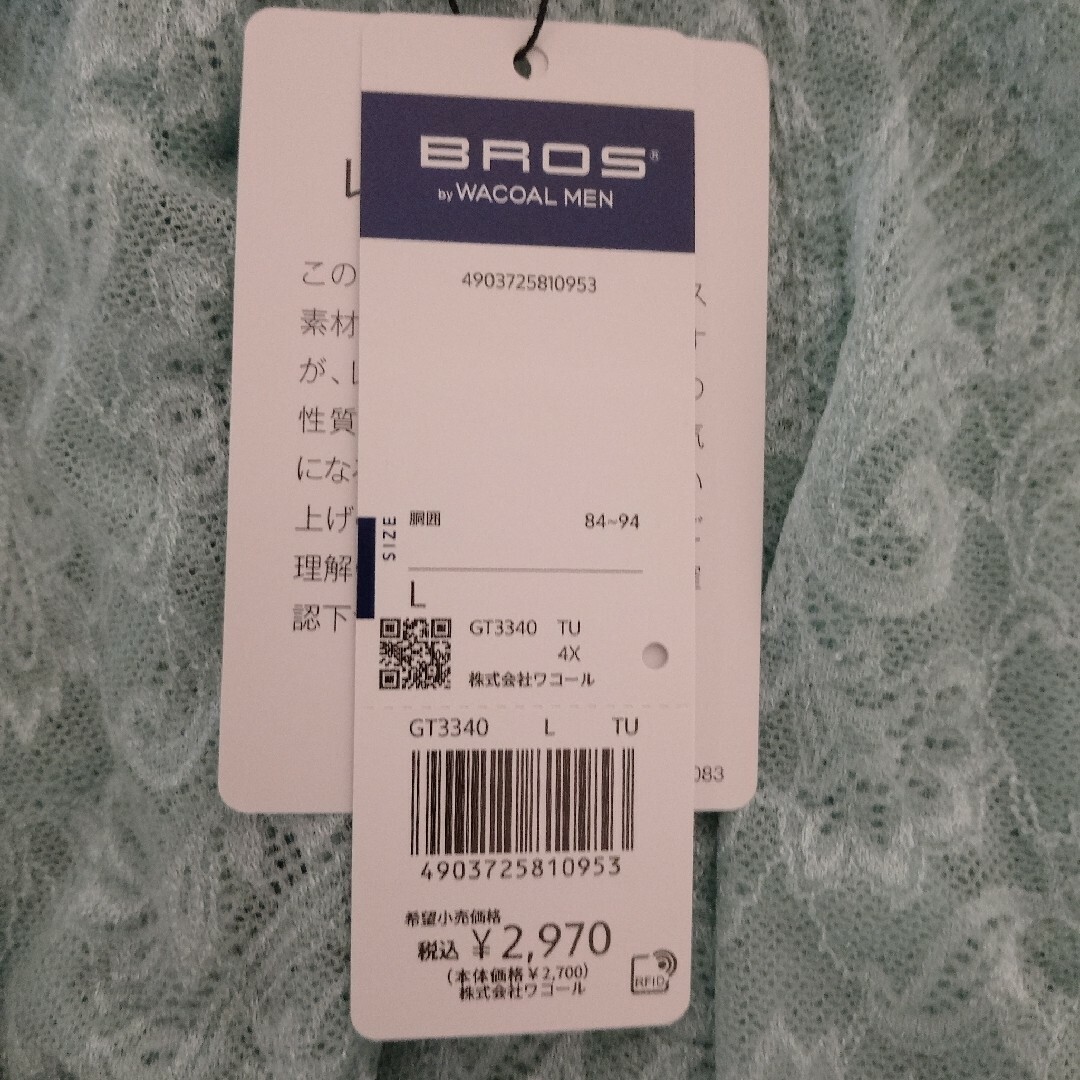 BROS®
by WACOAL MEN
4903725810953
SIZE
胴囲 84~94
L
GT3340 TU
4X
株式会社ワコール
GT3340 L TU
4903725810953
希望小売価格
税込 ¥2,970
(本体価格¥2,700)
株式会社ワコール
RFID
この
素材
が、
性質
にな
上げ
理解
認下
ス
の
083